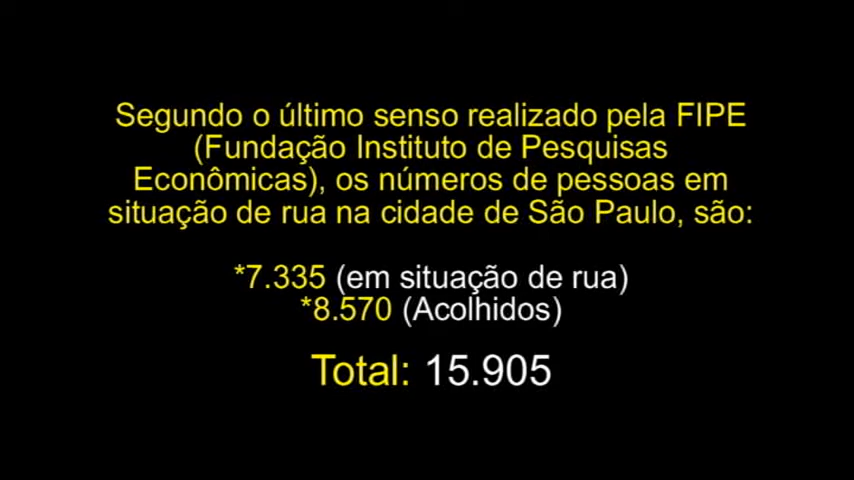 Segundo o último senso realizado pela FIPE
(Fundação Instituto de Pesquisas
Econômicas), os números de pessoas em
situação de rua na cidade de São Paulo, são:
*7.335 (em situação de rua)
*8.570 (Acolhidos)
Total: 15.905